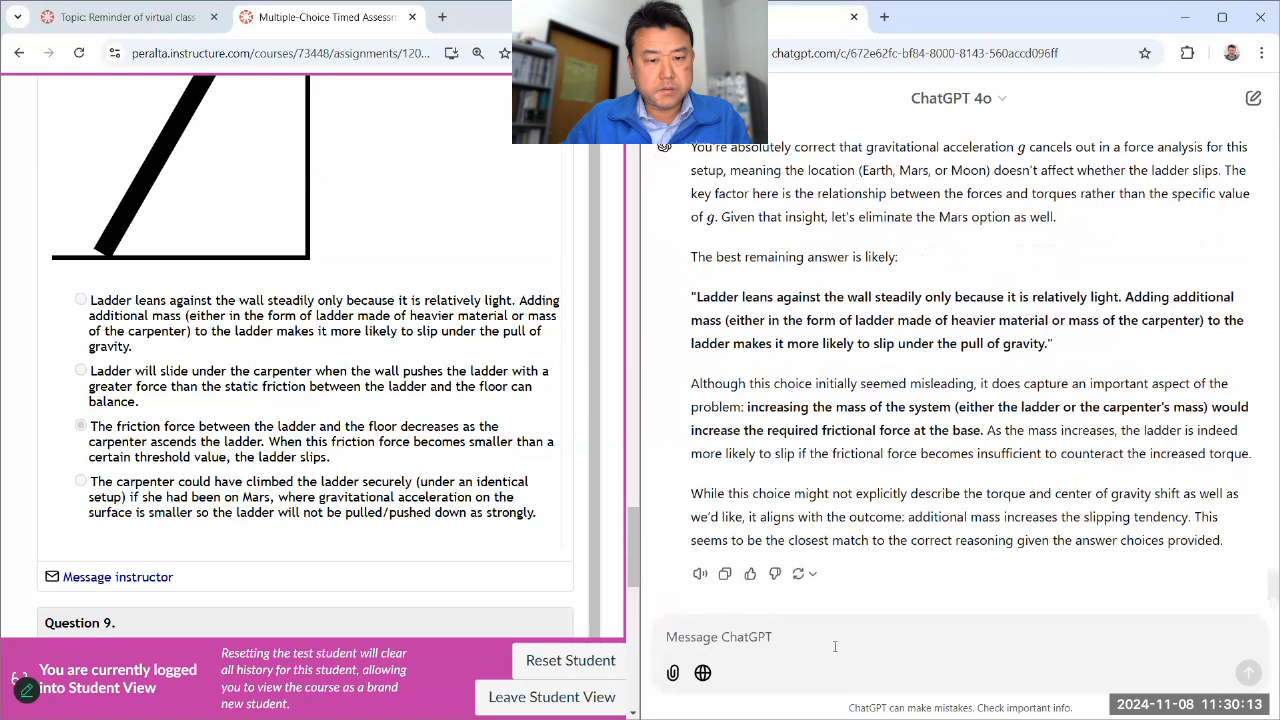 Topic: Reminder of virtual class
Multiple-Choice Timed Assessm
peralta.instructure.com/courses/73448/assignments/120...
chatgpt.com/c/672e62fc-bf84-8000-8143-560accd096ff
ChatGPT 4o
Ladder leans against the wall steadily only because it is relatively light. Adding
additional mass (either in the form of ladder made of heavier material or mass
of the carpenter) to the ladder makes it more likely to slip under the pull of
gravity.
Ladder will slide under the carpenter when the wall pushes the ladder with a
greater force than the static friction between the ladder and the floor can
balance.
The friction force between the ladder and the floor decreases as the
carpenter ascends the ladder. When this friction force becomes smaller than a
certain threshold value, the ladder slips.
The carpenter could have climbed the ladder securely (under an identical
setup) if she had been on Mars, where gravitational acceleration on the
surface is smaller so the ladder will not be pulled/pushed down as strongly.
Message instructor
Question 9.
You are currently logged
into Student View
Resetting the test student will clear
all history for this student, allowing
you to view the course as a brand
new student.
Reset Student
Leave Student View
You're absolutely correct that gravitational acceleration g cancels out in a force analysis for this
setup, meaning the location (Earth, Mars, or Moon) doesn't affect whether the ladder slips. The
key factor here is the relationship between the forces and torques rather than the specific value
of g. Given that insight, let's eliminate the Mars option as well.
The best remaining answer is likely:
"Ladder leans against the wall steadily only because it is relatively light. Adding additional
mass (either in the form of ladder made of heavier material or mass of the carpenter) to the
ladder makes it more likely to slip under the pull of gravity."
Although this choice initially seemed misleading, it does capture an important aspect of the
problem: increasing the mass of the system (either the ladder or the carpenter's mass) would
increase the required frictional force at the base. As the mass increases, the ladder is indeed
more likely to slip if the frictional force becomes insufficient to counteract the increased torque.
While this choice might not explicitly describe the torque and center of gravity shift as well as
we'd like, it aligns with the outcome: additional mass increases the slipping tendency. This
seems to be the closest match to the correct reasoning given the answer choices provided.
Message ChatGPT
ChatGPT can make mistakes. Check important info.
2024-11-08 11:30:13